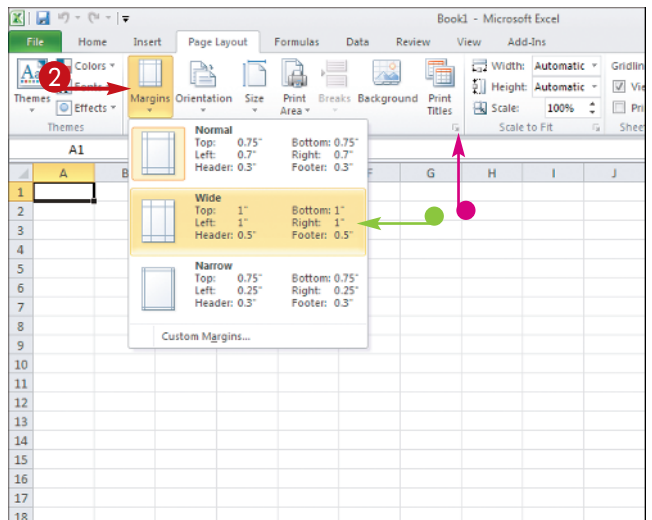 Book1 - Microsoft Excel
File Home Insert Page Layout Formulas Data Review View Add-Ins
2
Colors
Fonts
Effects
Themes
Themes
Margins Orientation Size Print Area Breaks Background Print Titles
Width: Automatic
Height: Automatic
Scale: 100%
Scale to Fit
A1
Normal
Top: 0.75" Bottom: 0.75"
Left: 0.7" Right: 0.7"
Header: 0.3" Footer: 0.3"
Wide
Top: 1" Bottom: 1"
Left: 1" Right: 1"
Header: 0.5" Footer: 0.5"
Narrow
Top: 0.75" Bottom: 0.75"
Left: 0.25" Right: 0.25"
Header: 0.3" Footer: 0.3"
Custom Margins...
A B F G H I J
1
2
3
4
5
6
7
8
9
10
11
12
13
14
15
16
17
18